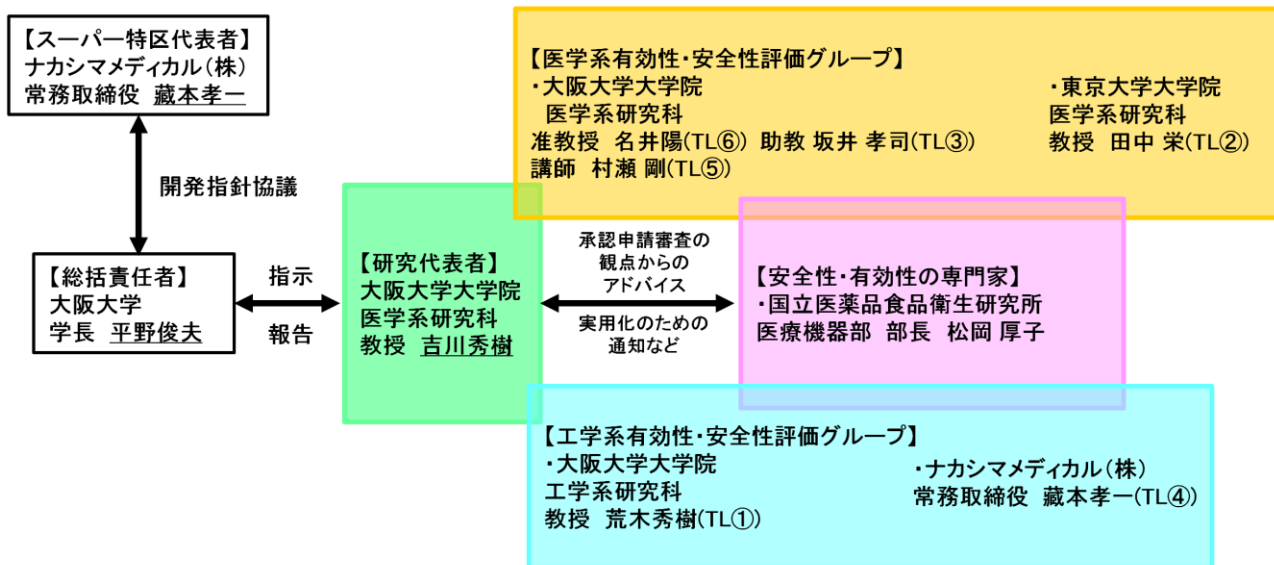 【スーパー特区代表者】
ナカシマメディカル(株)
常務取締役 藏本孝一
開発指針協議
【総括責任者】
大阪大学
学長 平野俊夫
指示
報告
【研究代表者】
大阪大学大学院
医学系研究科
教授 吉川秀樹
【医学系有効性・安全性評価グループ】
・大阪大学大学院
医学系研究科
准教授 名井陽(TL⑥) 助教 坂井 孝司(TL③)
講師 村瀬 剛(TL⑤)
・東京大学大学院
医学系研究科
教授 田中 栄(TL②)
承認申請審査の
観点からの
アドバイス
実用化のための
通知など
【安全性・有効性の専門家】
・国立医薬品食品衛生研究所
医療機器部 部長 松岡 厚子
【工学系有効性・安全性評価グループ】
・大阪大学大学院
工学系研究科
教授 荒木秀樹(TL①)
・ナカシマメディカル(株)
常務取締役 藏本孝一(TL④)